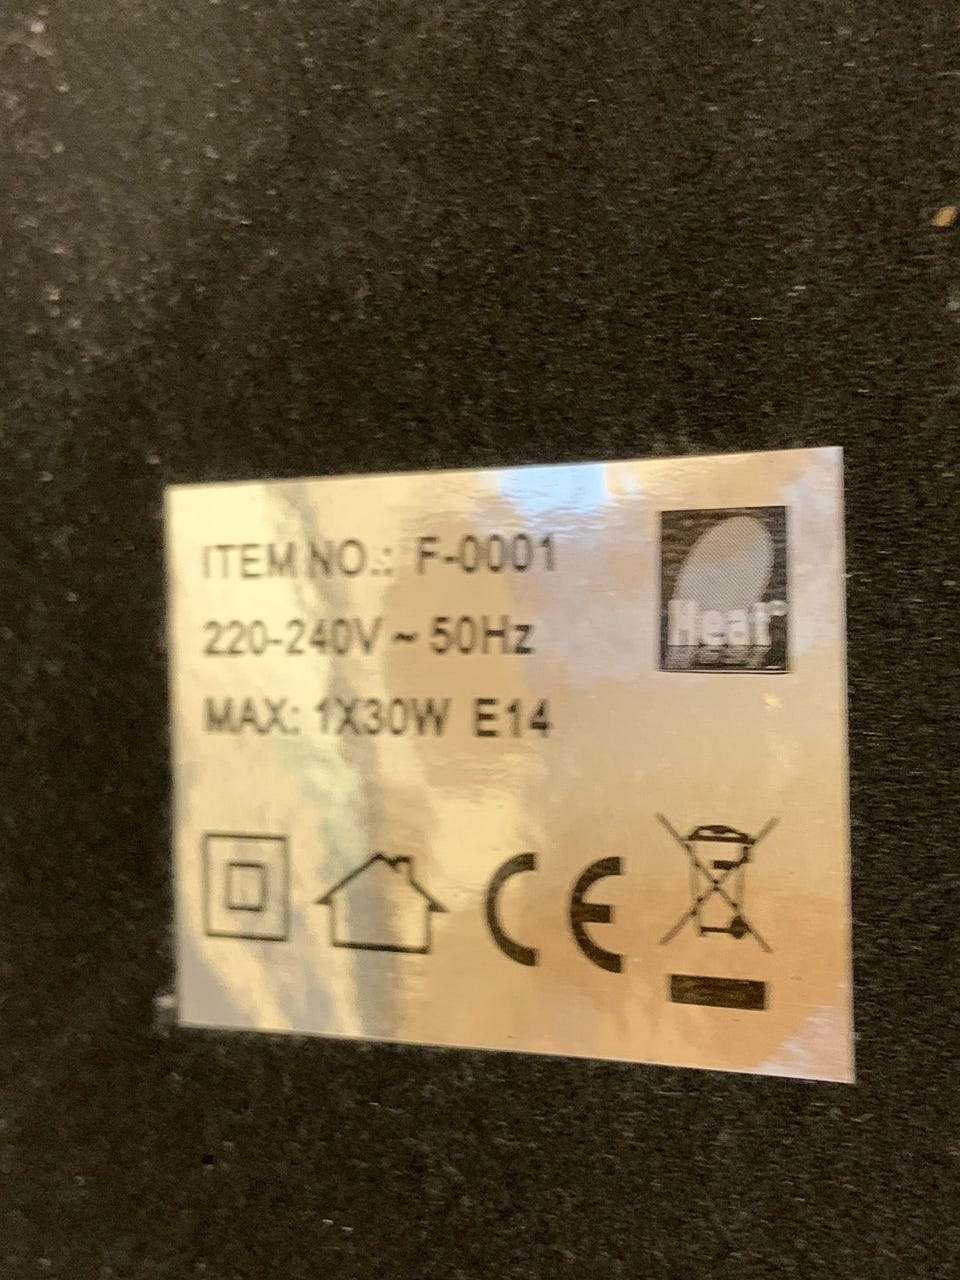 ITEM NO.: F-0001
220-240V ~ 50Hz
MAX: 1X30W E14
Heat°
CE